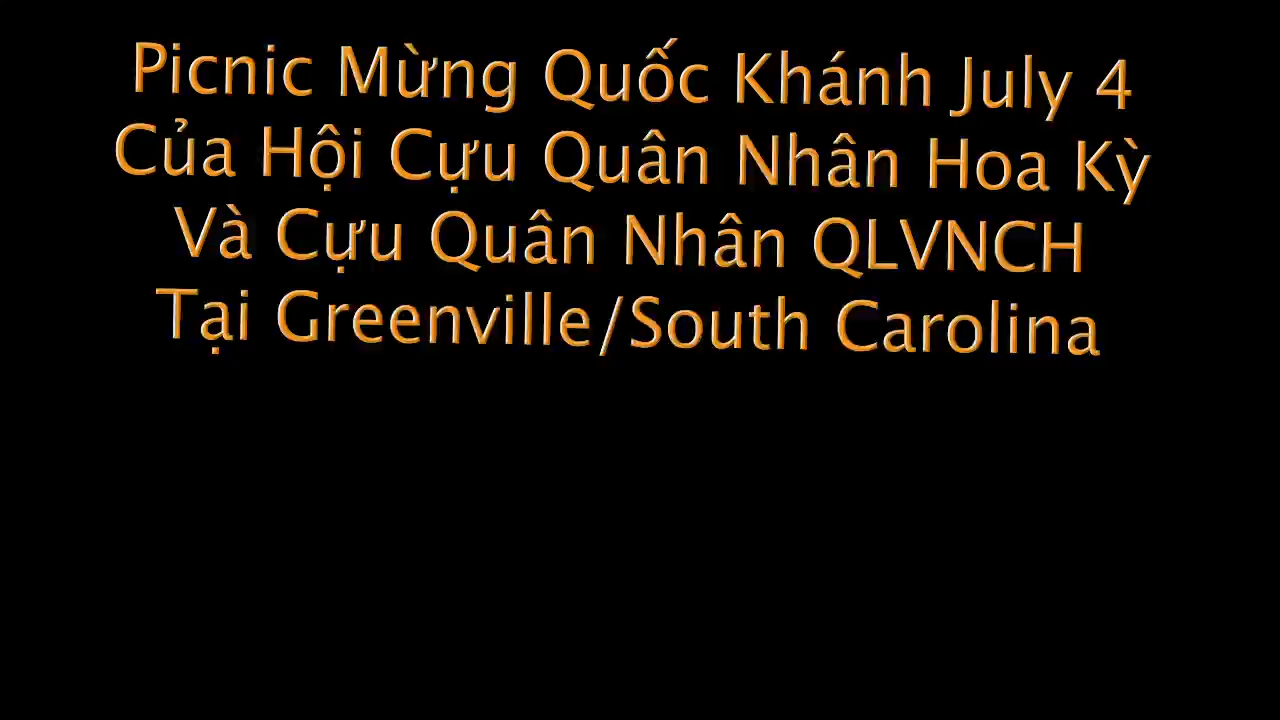 Picnic Mừng Quốc Khánh July 4
Của Hội Cựu Quân Nhân Hoa Kỳ
Và Cựu Quân Nhân QLVNCH
Tại Greenville/South Carolina